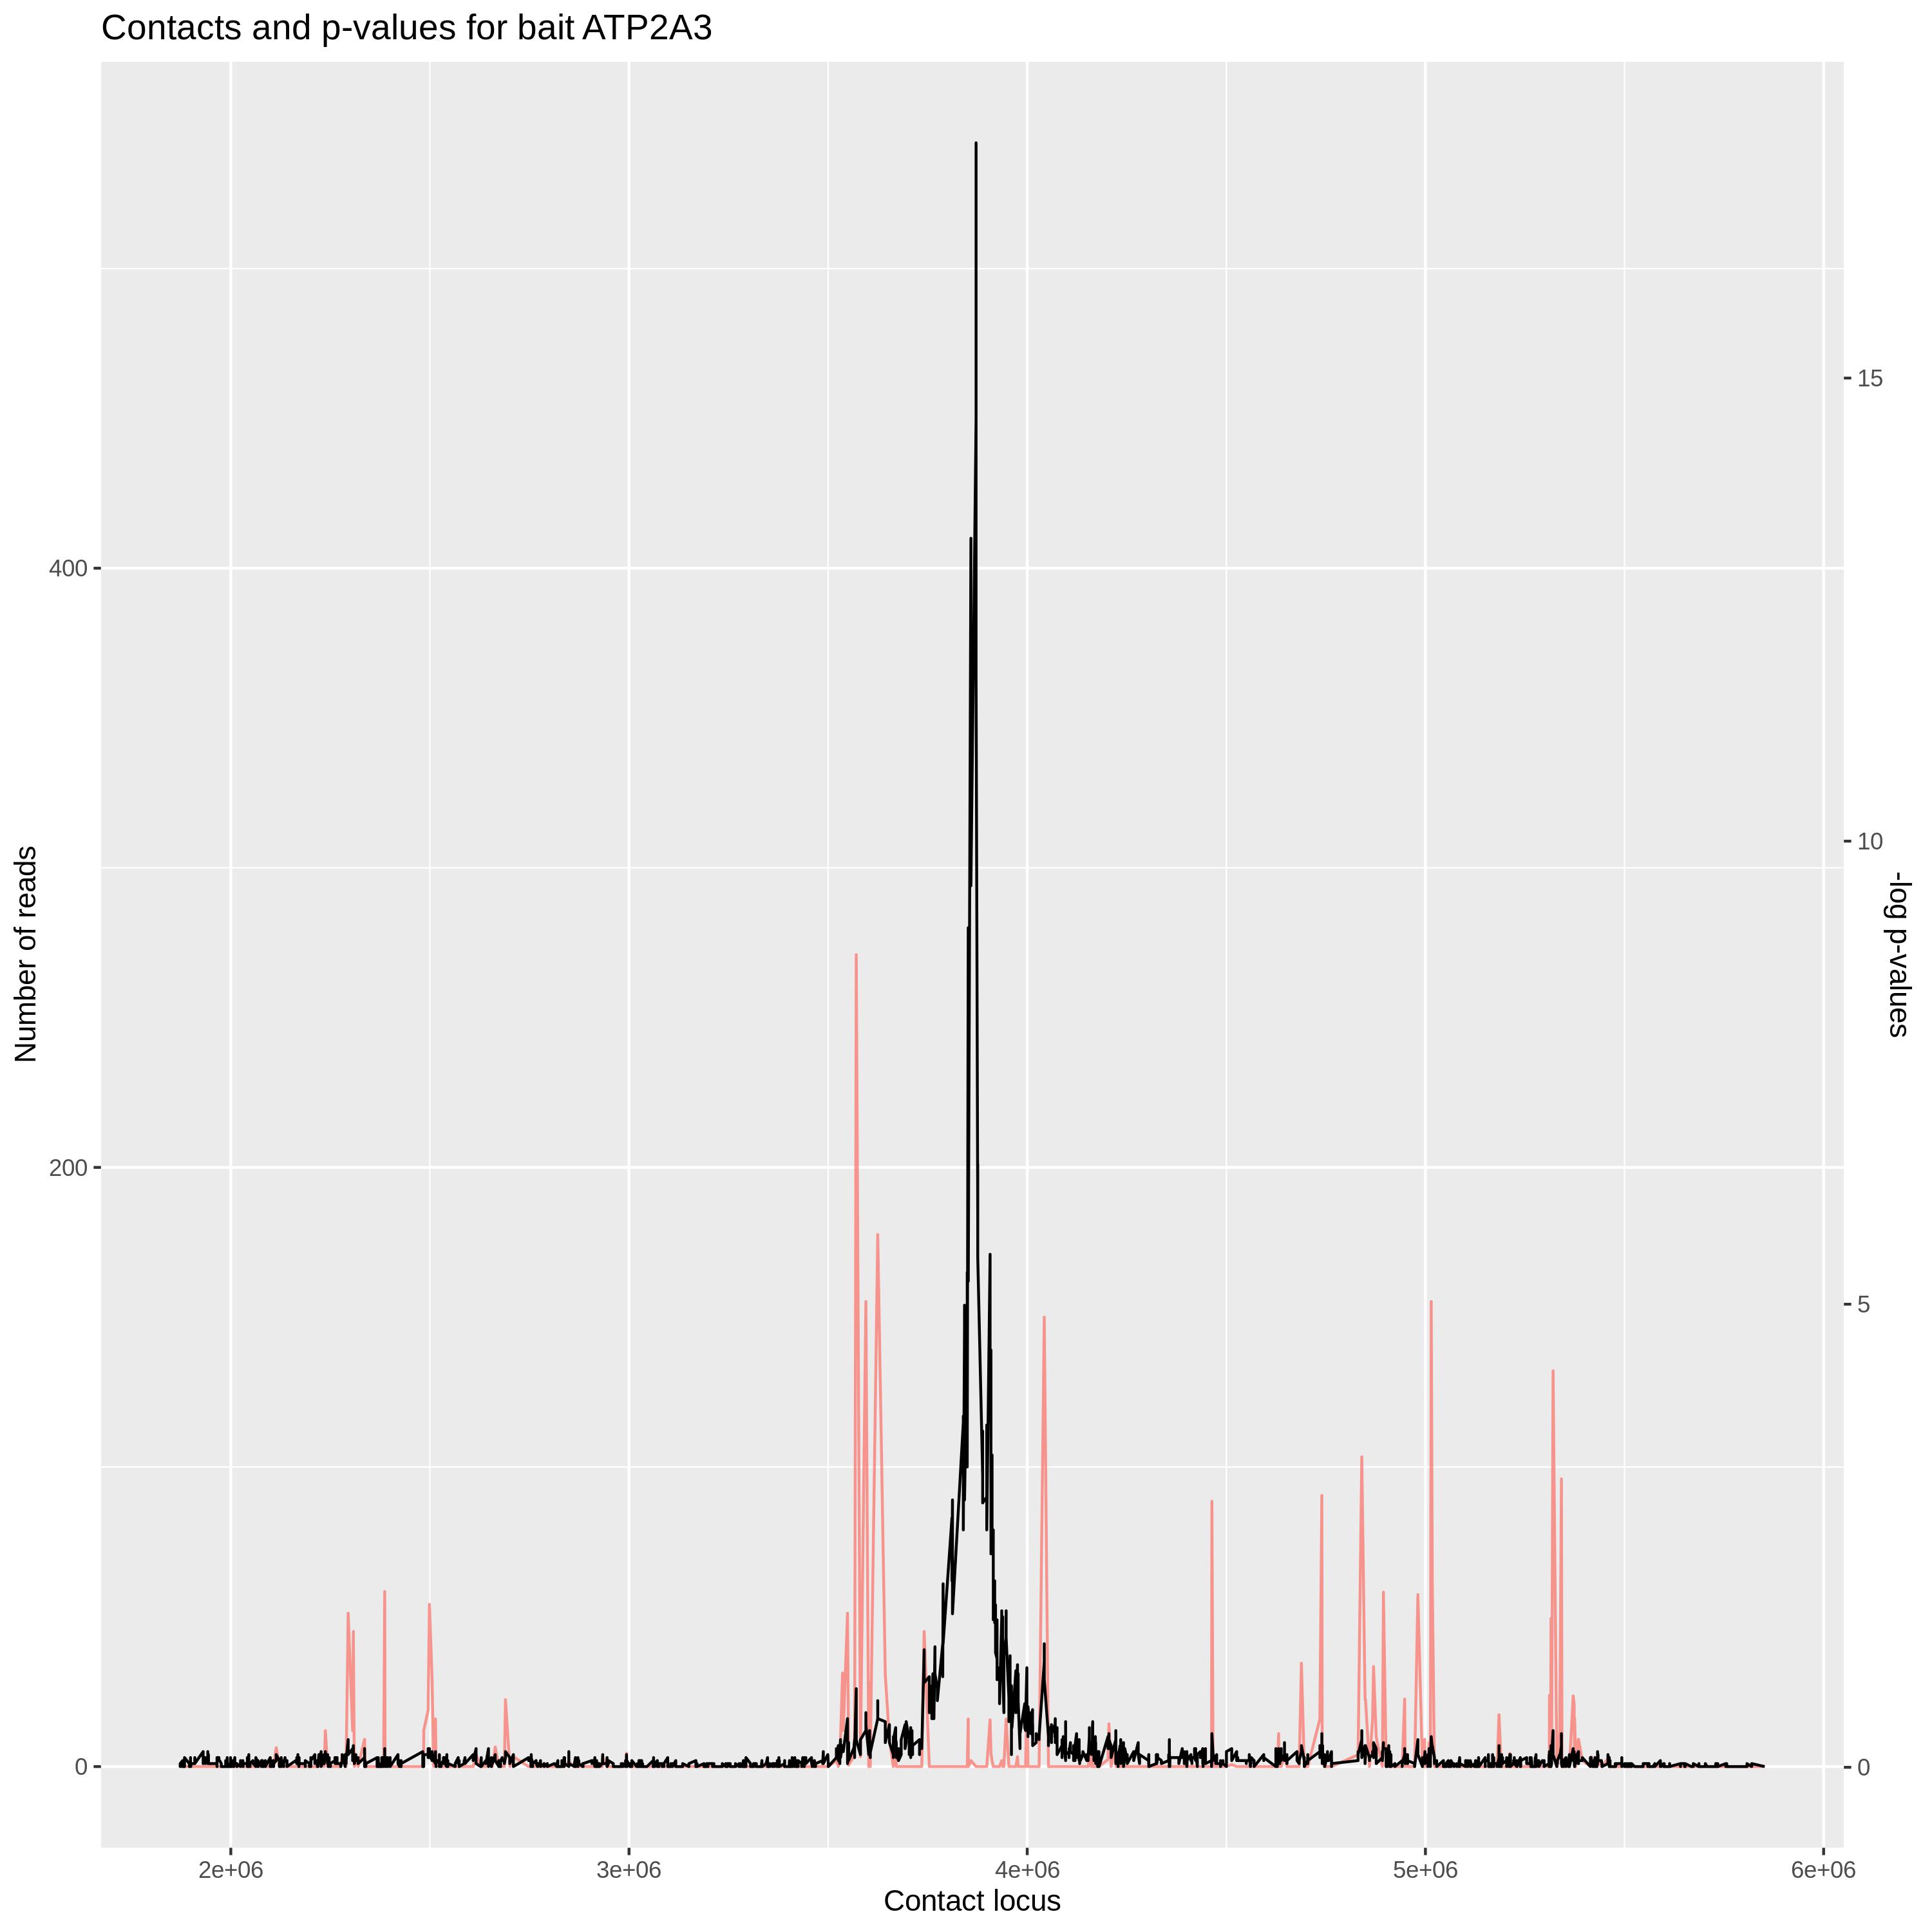 Contacts and p-values for bait ATP2A3
Number of reads
400
200
0
15
10
5
0
-log p-values
2e+06
3e+06
4e+06
5e+06
6e+06
Contact locus